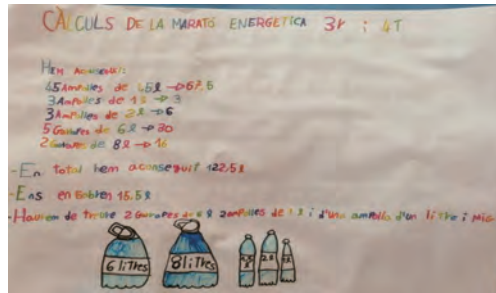 CÀLCULS DE LA MARATÓ ENERGÈTICA 3r i 4T
HEM ACONSEGUIT:
45 Ampolles de 1,5 l → 67,5
3 Ampolles de 1 l → 3
3 Ampolles de 2 l → 6
5 Garrafes de 6 l → 30
2 Garrafes de 8 l → 16
- En total hem aconseguit 122,5 l
- Ens en sobren 15.5 l
- Hauríem de treure 2 Garrafes de 6 l 2 ampolles de 1 l i d'una ampolla d'un litre i mig
6 litres
8 litres
2 l